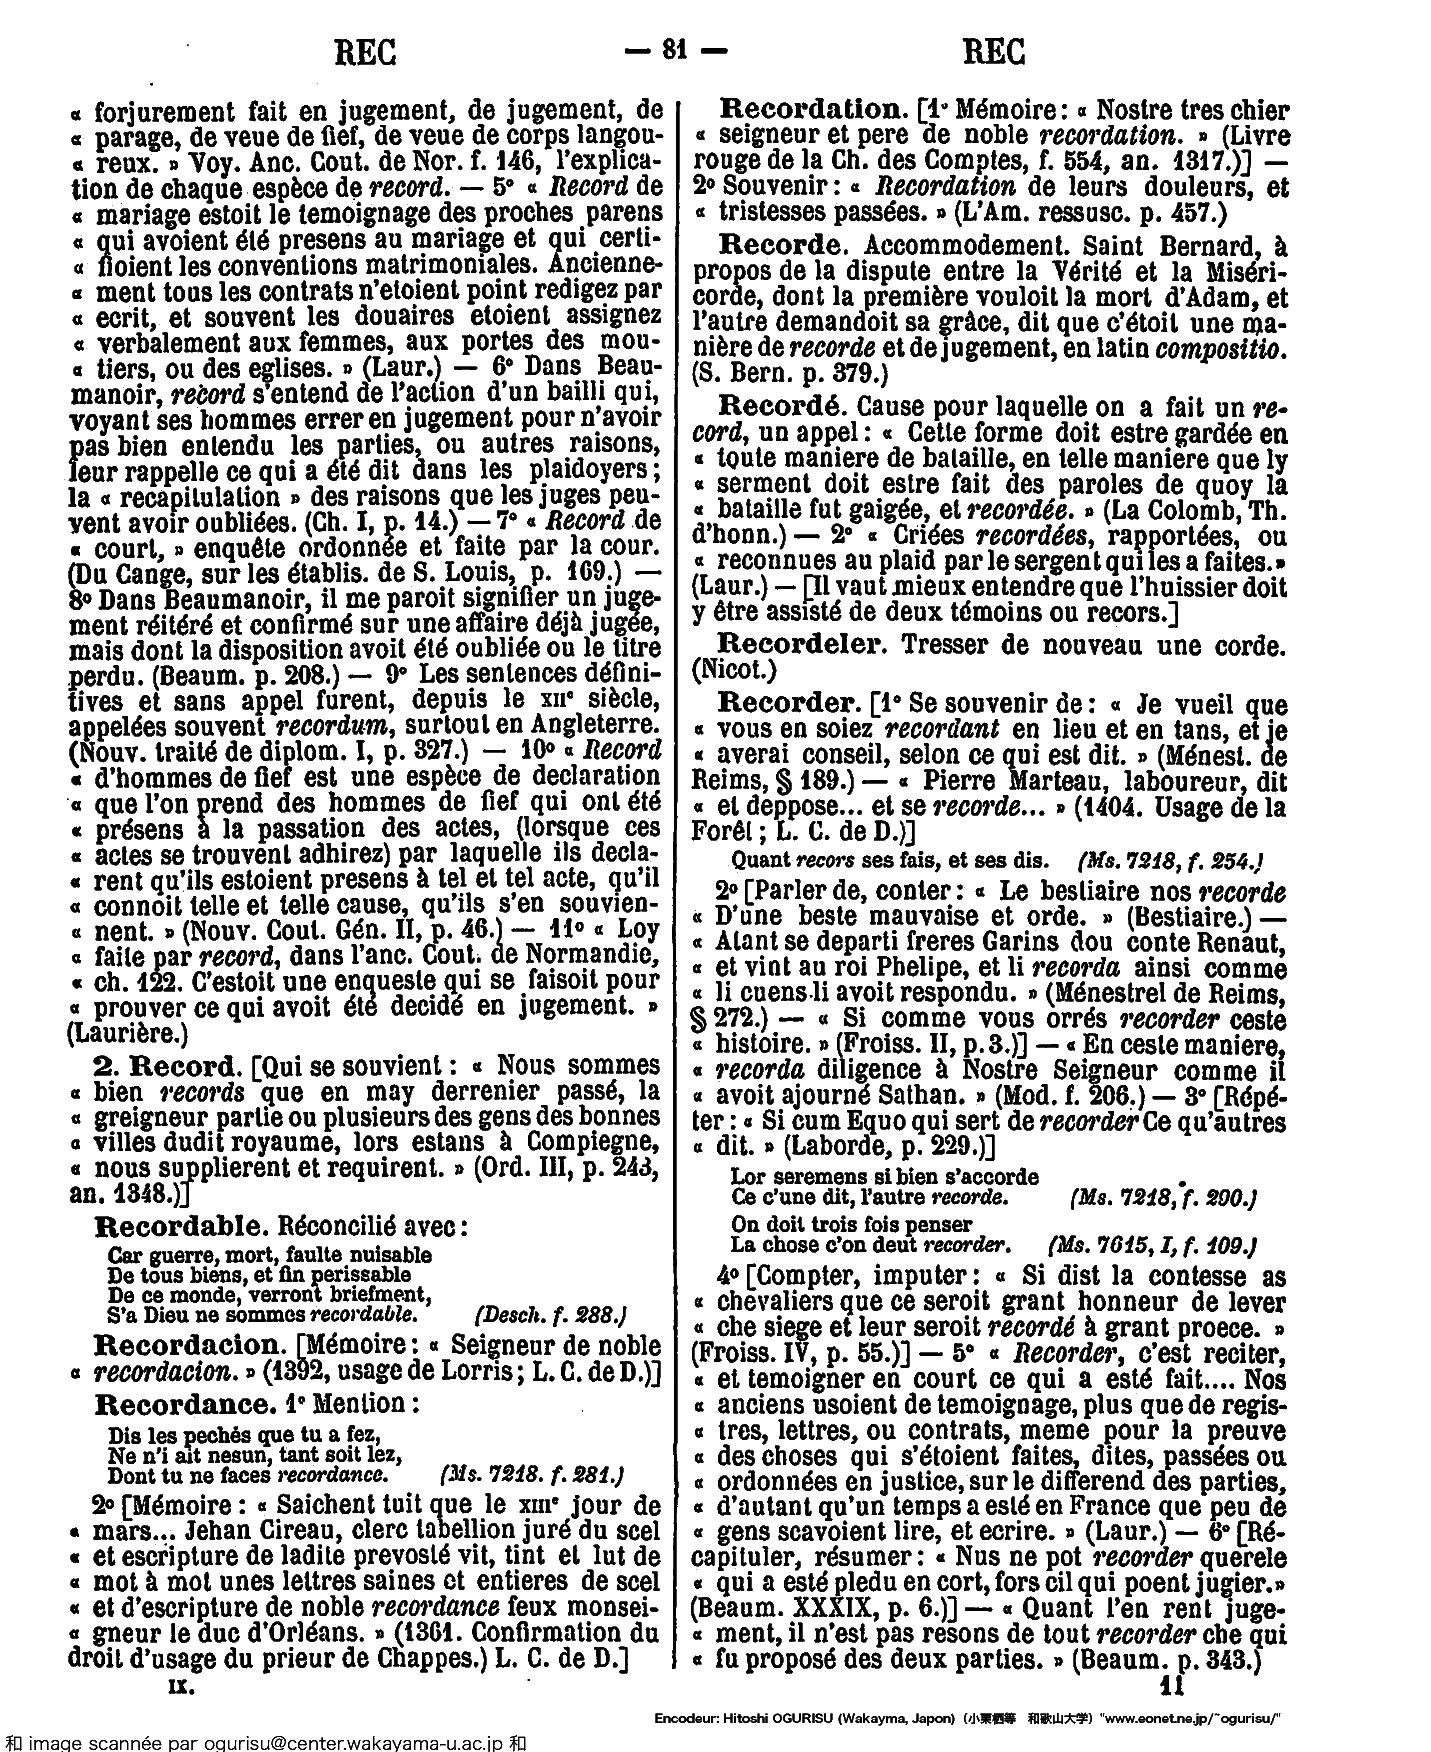 REC — 81 — REC
« forjurement fait en jugement, de jugement, de
« parage, de veue de fief, de veue de corps langou-
« reux. » Voy. Anc. Cout. de Nor. f. 146, l'explica-
tion de chaque espèce de record. — 5° « Record de
« mariage estoit le temoignage des proches parens
« qui avoient été presens au mariage et qui certi-
« fioient les conventions matrimoniales. Ancienne-
« ment tous les contrats n'etoient point redigez par
« ecrit, et souvent les douaires etoient assignez
« verbalement aux femmes, aux portes des mou-
« tiers, ou des eglises. » (Laur.) — 6° Dans Beau-
manoir, record s'entend de l'action d'un bailli qui,
voyant ses hommes errer en jugement pour n'avoir
pas bien entendu les parties, ou autres raisons,
leur rappelle ce qui a été dit dans les plaidoyers ;
la « recapitulation » des raisons que les juges peu-
vent avoir oubliées. (Ch. I, p. 14.) — 7° « Record de
« court, » enquête ordonnée et faite par la cour.
(Du Cange, sur les établis. de S. Louis, p. 169.) —
8° Dans Beaumanoir, il me paroit signifier un juge-
ment réitéré et confirmé sur une affaire déjà jugée,
mais dont la disposition avoit été oubliée ou le titre
perdu. (Beaum. p. 208.) — 9° Les sentences défini-
tives et sans appel furent, depuis le XIIe siècle,
appelées souvent recordum, surtout en Angleterre.
(Nouv. traité de diplom. I, p. 327.) — 10° « Record
« d'hommes de fief est une espèce de declaration
« que l'on prend des hommes de fief qui ont été
« présens à la passation des actes, (lorsque ces
« actes se trouvent adhirez) par laquelle ils decla-
« rent qu'ils estoient presens à tel et tel acte, qu'il
« connoit telle et telle cause, qu'ils s'en souvien-
« nent. » (Nouv. Cout. Gén. II, p. 46.) — 11° « Loy
« faite par record, dans l'anc. Cout. de Normandie,
« ch. 122. C'estoit une enqueste qui se faisoit pour
« prouver ce qui avoit été decidé en jugement. »
(Laurière.)
2. Record. [Qui se souvient : « Nous sommes
« bien records que en may derrenier passé, la
« greigneur partie ou plusieurs des gens des bonnes
« villes dudit royaume, lors estans à Compiegne,
« nous supplierent et requirent. » (Ord. III, p. 243,
an. 1348.)]
Recordable. Réconcilié avec :
Car guerre, mort, faulte nuisable
De tous biens, et fin perissable
De ce monde, verront briefment,
S'a Dieu ne sommes recordable. (Desch. f. 288.)
Recordacion. [Mémoire : « Seigneur de noble
« recordacion. » (1392, usage de Lorris ; L. C. de D.)]
Recordance. 1° Mention :
Dis les pechés que tu a fez,
Ne n'i ait nesun, tant soit lez,
Dont tu ne faces recordance. (Ms. 7218. f. 281.)
2° [Mémoire : « Saichent tuit que le XIIIe jour de
« mars... Jehan Cireau, clerc tabellion juré du scel
« et escripture de ladite prevosté vit, tint et lut de
« mot à mot unes lettres saines et entieres de scel
« et d'escripture de noble recordance feux monsei-
« gneur le duc d'Orléans. » (1361. Confirmation du
droit d'usage du prieur de Chappes.) L. C. de D.]
IX.
Recordation. [1° Mémoire : « Nostre tres chier
« seigneur et pere de noble recordation. » (Livre
rouge de la Ch. des Comptes, f. 554, an. 1317.)] —
2° Souvenir : « Recordation de leurs douleurs, et
« tristesses passées. » (L'Am. ressusc. p. 457.)
Recorde. Accommodement. Saint Bernard, à
propos de la dispute entre la Vérité et la Miséri-
corde, dont la première vouloit la mort d'Adam, et
l'autre demandoit sa grâce, dit que c'étoit une ma-
nière de recorde et de jugement, en latin compositio.
(S. Bern. p. 379.)
Recordé. Cause pour laquelle on a fait un re-
cord, un appel : « Cette forme doit estre gardée en
« toute maniere de bataille, en telle maniere que ly
« serment doit estre fait des paroles de quoy la
« bataille fut gaigée, et recordée. » (La Colomb, Th.
d'honn.) — 2° « Criées recordées, rapportées, ou
« reconnues au plaid par le sergent qui les a faites. »
(Laur.) — [Il vaut mieux entendre que l'huissier doit
y être assisté de deux témoins ou recors.]
Recordeler. Tresser de nouveau une corde.
(Nicot.)
Recorder. [1° Se souvenir de : « Je vueil que
« vous en soiez recordant en lieu et en tans, et je
« averai conseil, selon ce qui est dit. » (Ménest. de
Reims, § 189.) — « Pierre Marteau, laboureur, dit
« et deppose... et se recorde... » (1404. Usage de la
Forêt ; L. C. de D.)]
Quant recors ses fais, et ses dis. (Ms. 7218, f. 254.)
2° [Parler de, conter : « Le bestiaire nos recorde
« D'une beste mauvaise et orde. » (Bestiaire.) —
« Atant se departi freres Garins dou conte Renaut,
« et vint au roi Phelipe, et li recorda ainsi comme
« li cuens li avoit respondu. » (Ménestrel de Reims,
§ 272.) — « Si comme vous orrés recorder ceste
« histoire. » (Froiss. II, p. 3.)] — « En ceste maniere,
« recorda diligence à Nostre Seigneur comme il
« avoit ajourné Sathan. » (Mod. f. 206.) — 3° [Répé-
ter : « Si cum Equo qui sert de recorder Ce qu'autres
« dit. » (Laborde, p. 229.)]
Lor seremens si bien s'accorde
Ce c'une dit, l'autre recorde. (Ms. 7218, f. 290.)
On doit trois fois penser
La chose c'on deut recorder. (Ms. 7615, I, f. 109.)
4° [Compter, imputer : « Si dist la contesse as
« chevaliers que ce seroit grant honneur de lever
« che siege et leur seroit recordé à grant proece. »
(Froiss. IV, p. 55.)] — 5° « Recorder, c'est reciter,
« et temoigner en court ce qui a esté fait.... Nos
« anciens usoient de temoignage, plus que de regis-
« tres, lettres, ou contrats, meme pour la preuve
« des choses qui s'étoient faites, dites, passées ou
« ordonnées en justice, sur le differend des parties,
« d'autant qu'un temps a esté en France que peu de
« gens scavoient lire, et ecrire. » (Laur.) — 6° [Ré-
capituler, résumer : « Nus ne pot recorder querele
« qui a esté pledu en cort, fors cil qui poent jugier. »
(Beaum. XXXIX, p. 6.)] — « Quant l'en rent juge-
« ment, il n'est pas resons de tout recorder che qui
« fu proposé des deux parties. » (Beaum. p. 343.)
11
Encodeur: Hitoshi OGURISU (Wakayma, Japon) (小栗栖等 和歌山大学) "www.eonet.ne.jp/~ogurisu/"
和 image scannée par ogurisu@center.wakayama-u.ac.jp 和